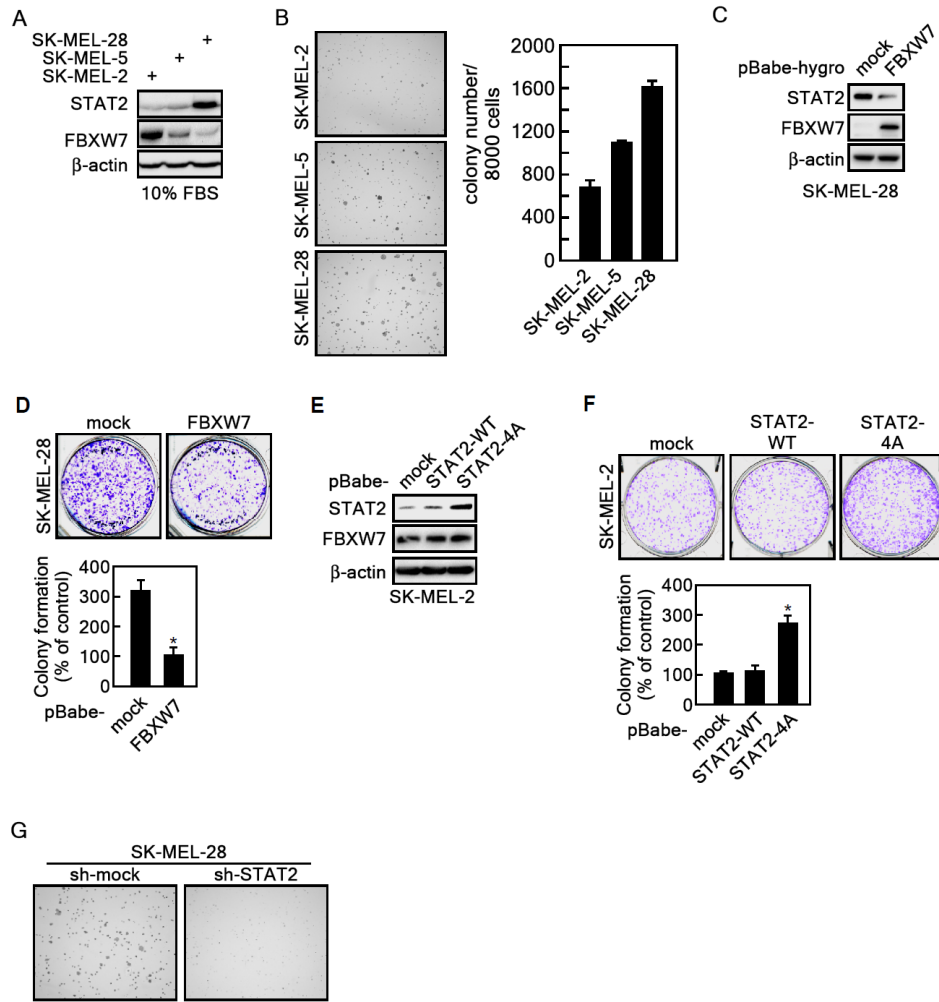 A
SK-MEL-28 +
SK-MEL-5 +
SK-MEL-2 +
STAT2
FBXW7
β-actin
10% FBS
B
SK-MEL-2
SK-MEL-5
SK-MEL-28
colony number/
8000 cells
2000
1600
1200
800
400
0
SK-MEL-2
SK-MEL-5
SK-MEL-28
C
pBabe-hygro
mock
FBXW7
STAT2
FBXW7
β-actin
SK-MEL-28
D
mock
FBXW7
SK-MEL-28
Colony formation
(% of control)
400
300
200
100
0
*
pBabe-
mock
FBXW7
E
pBabe-
mock
STAT2-WT
STAT2-4A
STAT2
FBXW7
β-actin
SK-MEL-2
F
mock
STAT2-
WT
STAT2-
4A
SK-MEL-2
Colony formation
(% of control)
400
300
200
100
0
*
pBabe-
mock
STAT2-WT
STAT2-4A
G
SK-MEL-28
sh-mock
sh-STAT2